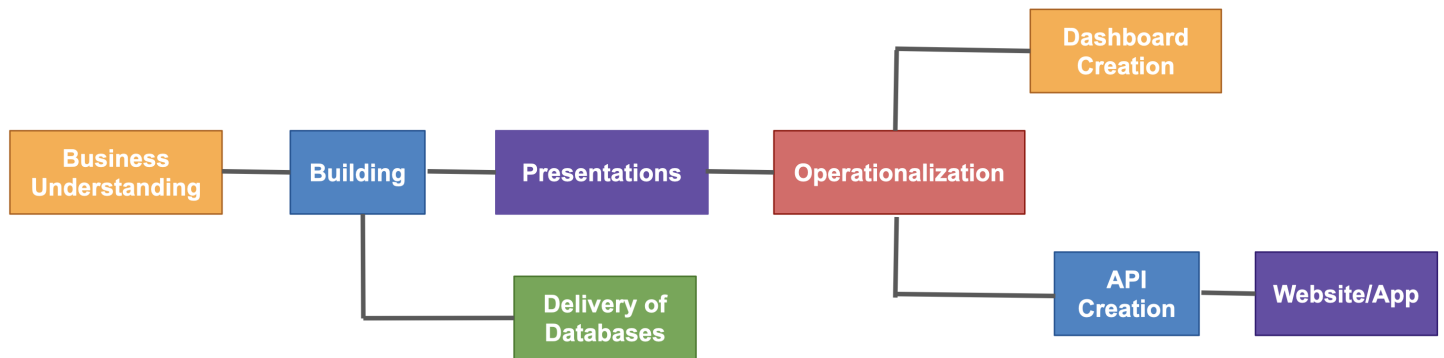 Dashboard
Creation
Business
Understanding
Building
Presentations
Operationalization
Delivery of
Databases
API
Creation
Website/App